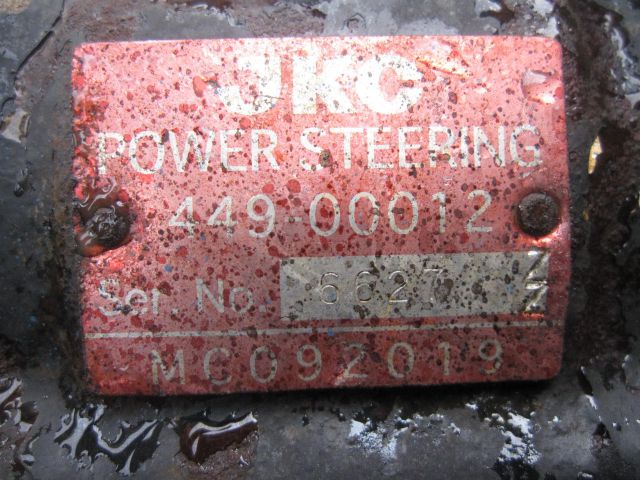 JKC
POWER STEERING
449-00012
Ser. No. 6627
MC092019